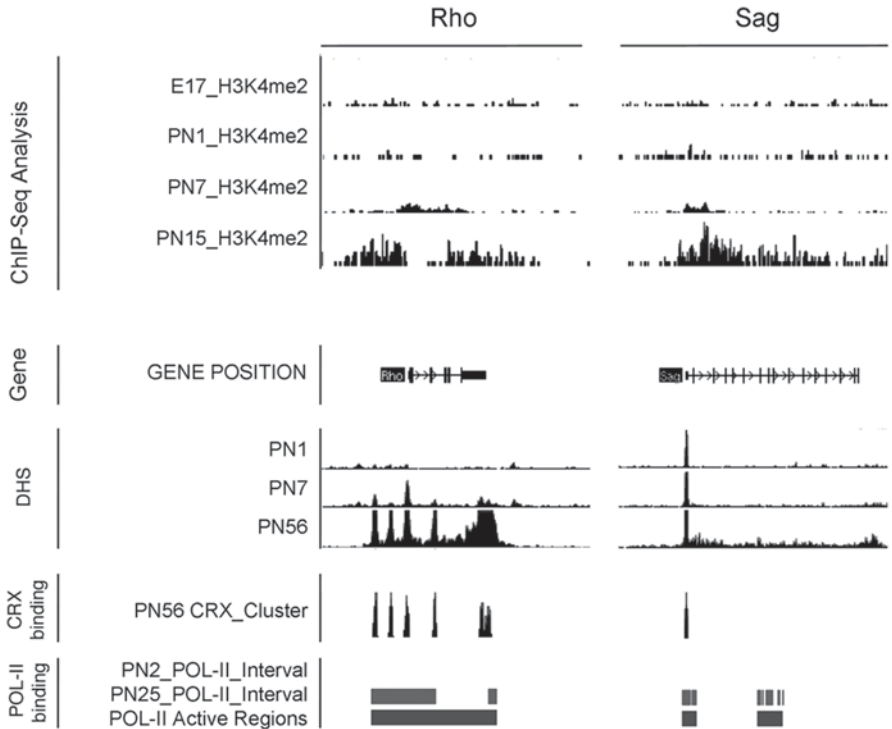 Rho Sag
ChIP-Seq Analysis
E17_H3K4me2
PN1_H3K4me2
PN7_H3K4me2
PN15_H3K4me2
Gene
GENE POSITION
Rho
Sag
DHS
PN1
PN7
PN56
CRX
binding
PN56 CRX_Cluster
POL-II
binding
PN2_POL-II_Interval
PN25_POL-II_Interval
POL-II Active Regions